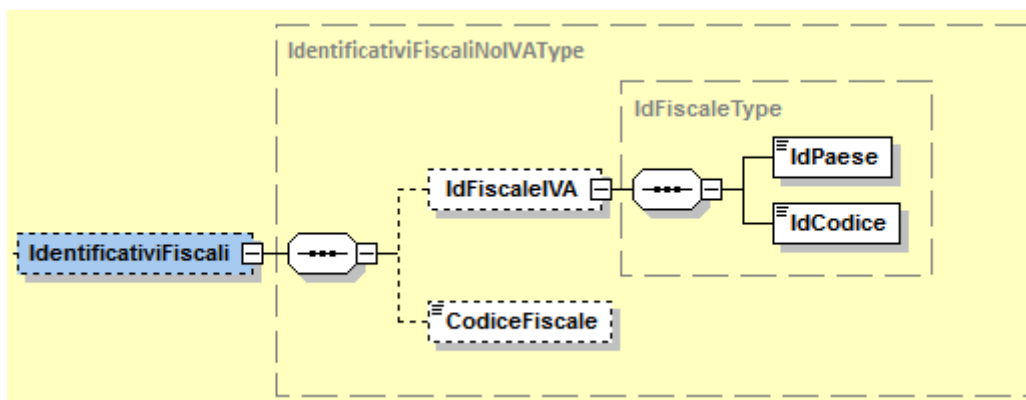 IdentificativiFiscaliNoIVAType
IdFiscaleType
IdPaese
IdFiscaleIVA
IdCodice
IdentificativiFiscali
CodiceFiscale